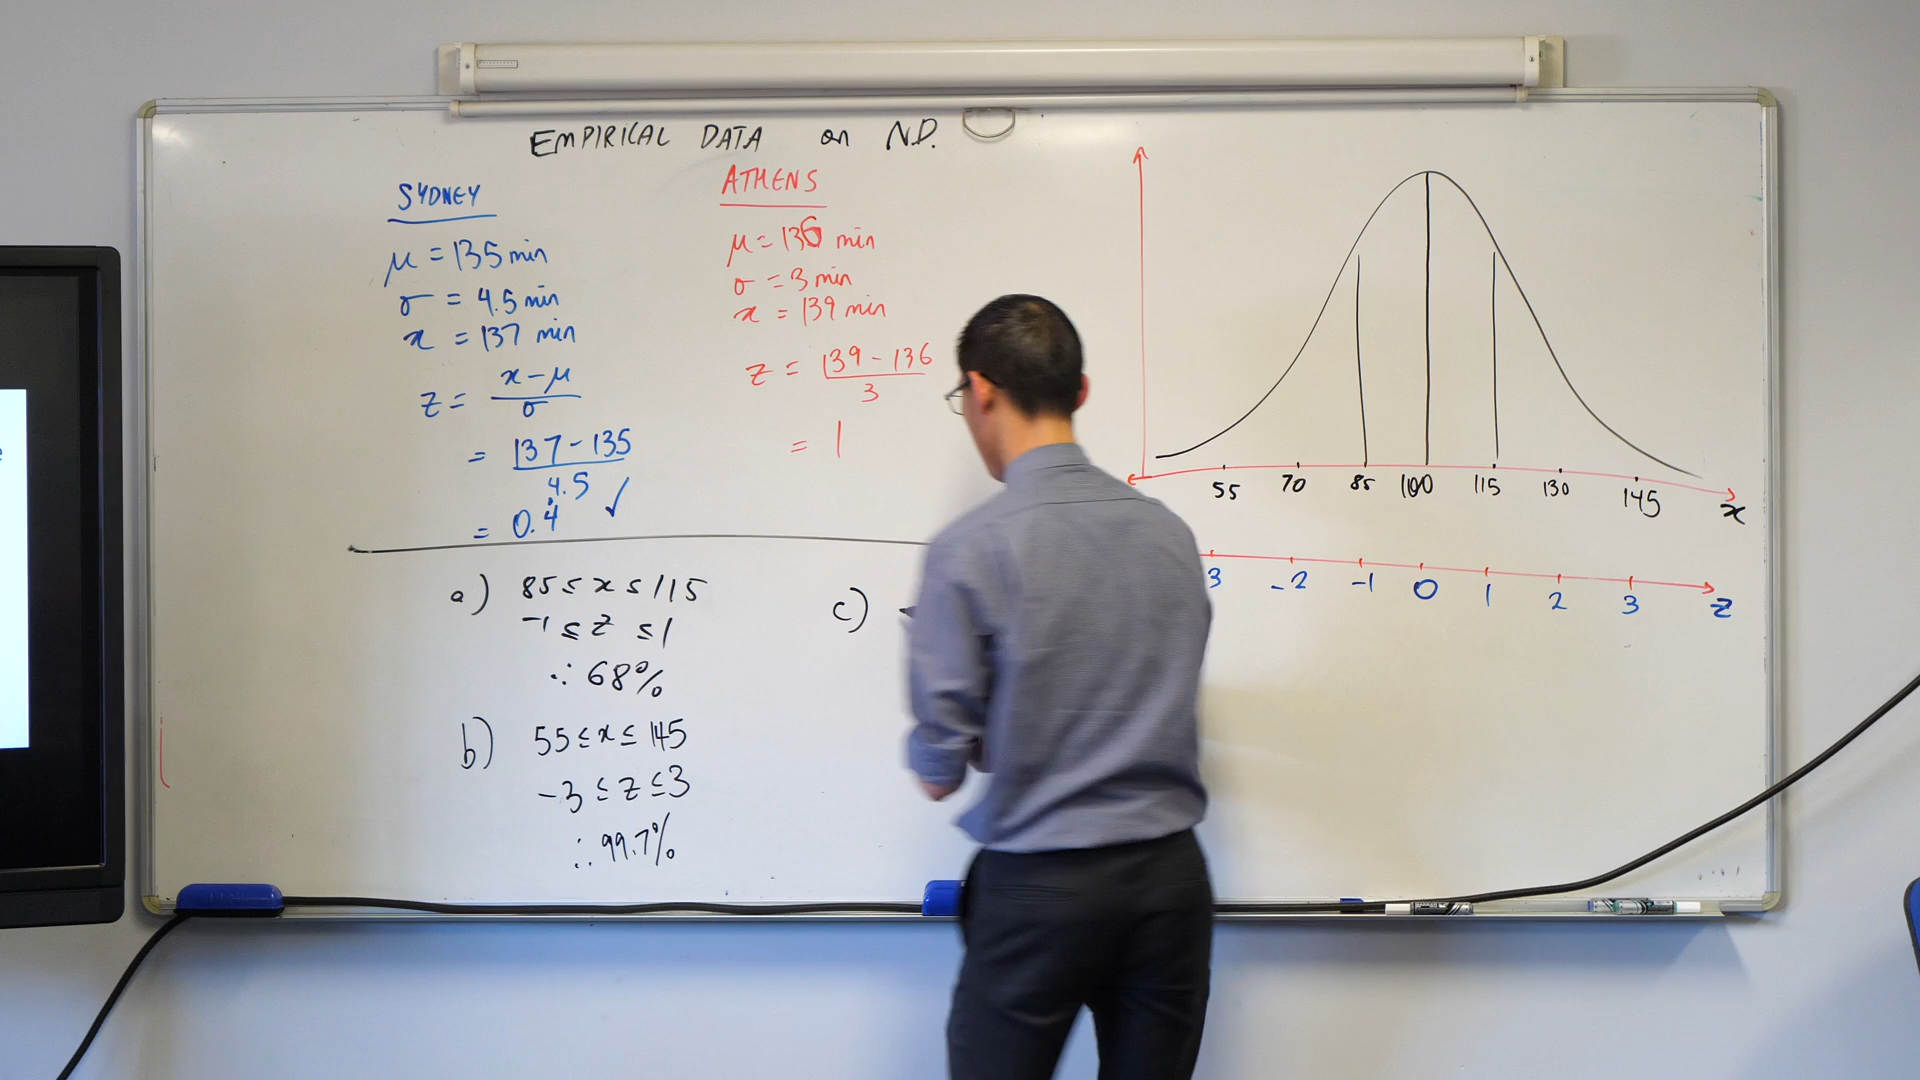 EMPIRICAL DATA on N.D.
SYDNEY
μ = 135 min
σ = 4.5 min
x = 137 min
z = x-μ / σ
= 137-135 / 4.5
= 0.4̇ ✓
ATHENS
μ = 136 min
σ = 3 min
x = 139 min
z = 139-136 / 3
= 1
a) 85 ≤ x ≤ 115
-1 ≤ z ≤ 1
∴ 68%
b) 55 ≤ x ≤ 145
-3 ≤ z ≤ 3
∴ 99.7%
c)
55 70 85 100 115 130 145 x
3 -2 -1 0 1 2 3 z